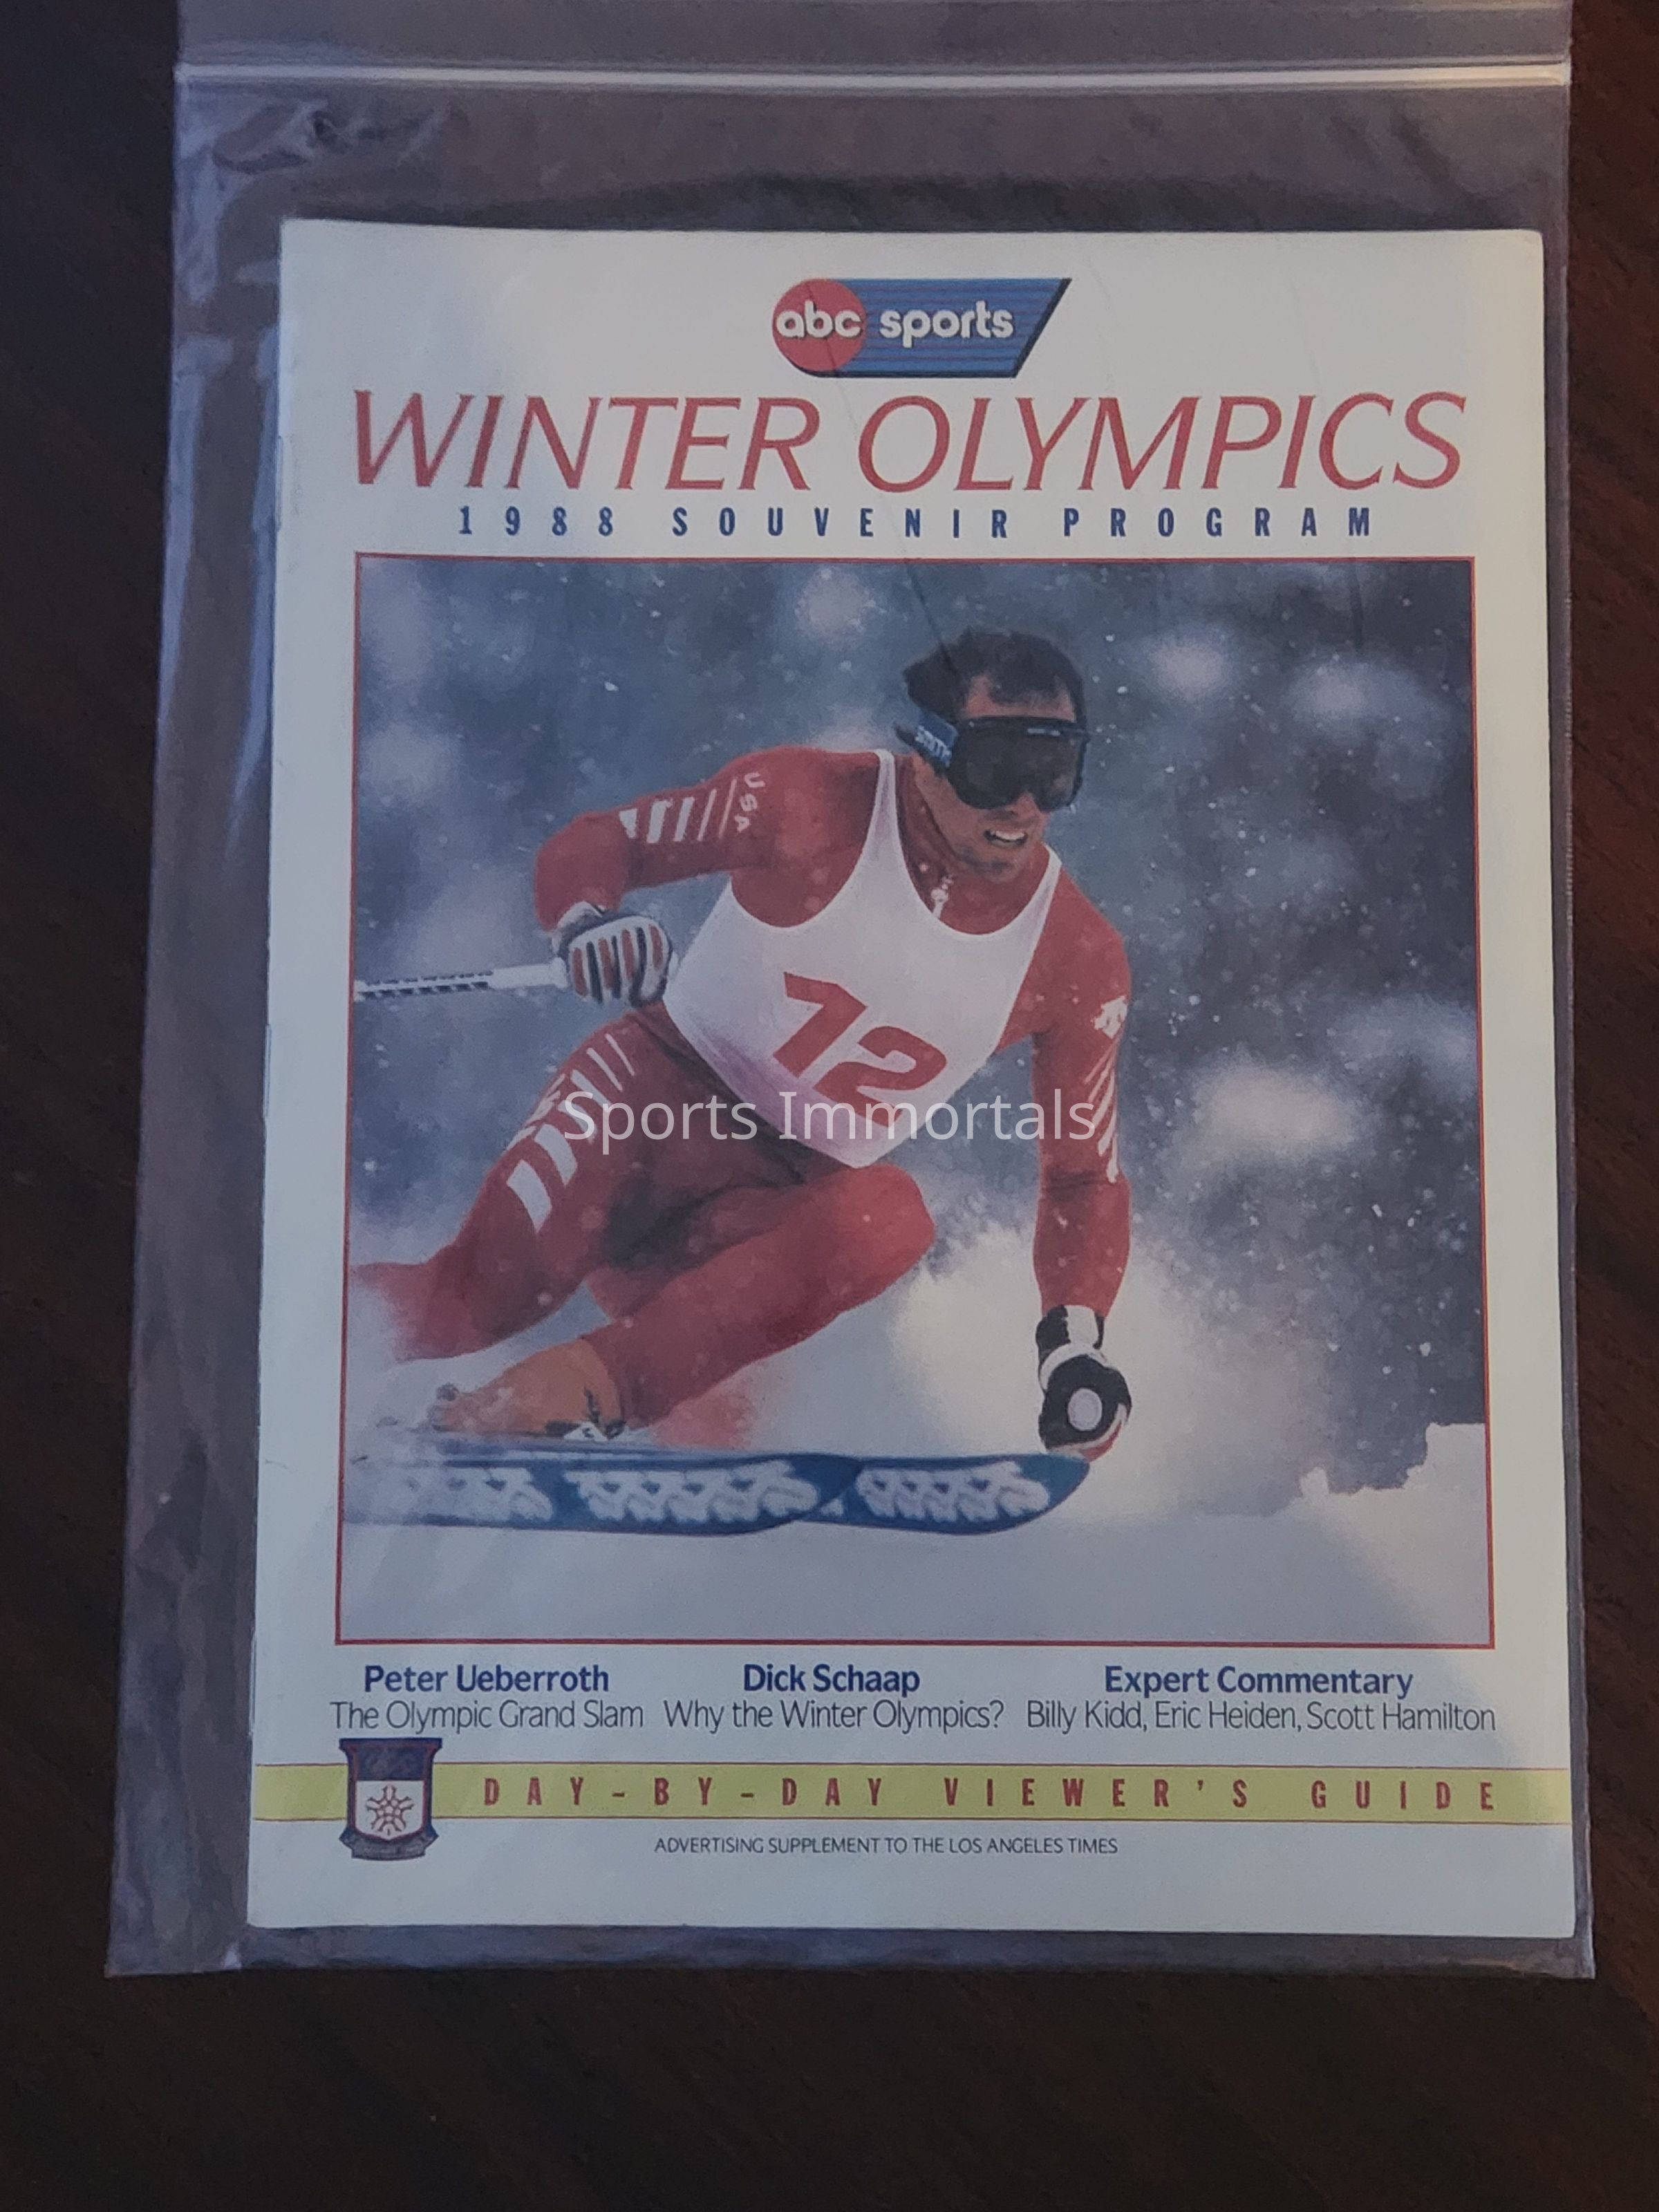 abc sports
WINTER OLYMPICS
1988 SOUVENIR PROGRAM
SMITH
USA
12
Sports Immortals
Peter Ueberroth
The Olympic Grand Slam
Dick Schaap
Why the Winter Olympics?
Expert Commentary
Billy Kidd, Eric Heiden, Scott Hamilton
DAY-BY-DAY VIEWER'S GUIDE
ADVERTISING SUPPLEMENT TO THE LOS ANGELES TIMES